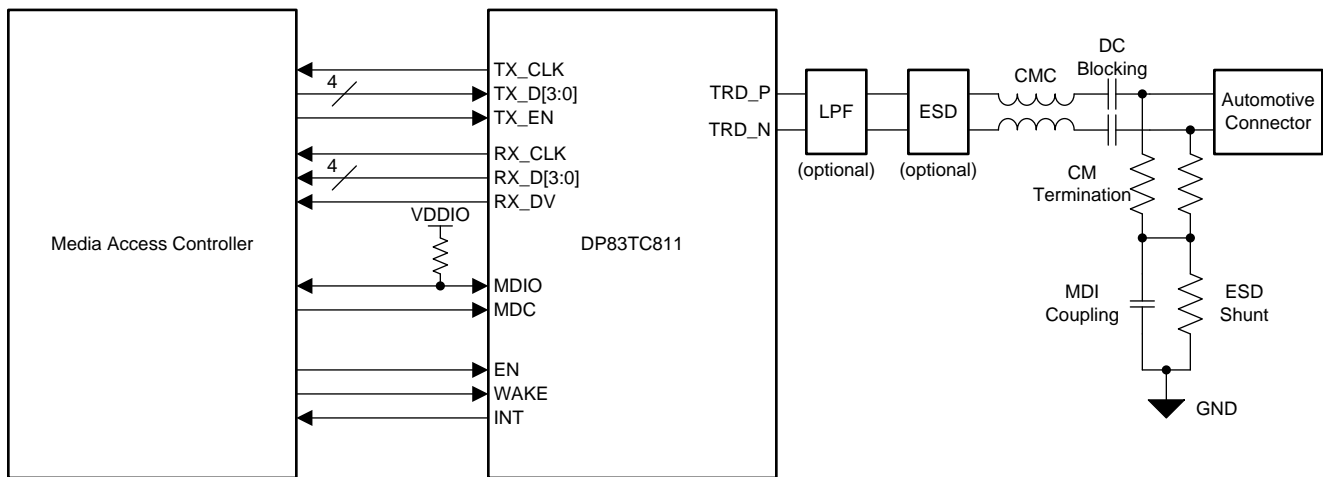 Media Access Controller
4
4
VDDIO
TX_CLK
TX_D[3:0]
TX_EN
RX_CLK
RX_D[3:0]
RX_DV
MDIO
MDC
EN
WAKE
INT
DP83TC811
TRD_P
TRD_N
LPF
(optional)
ESD
(optional)
CMC
DC
Blocking
Automotive
Connector
CM
Termination
MDI
Coupling
ESD
Shunt
GND